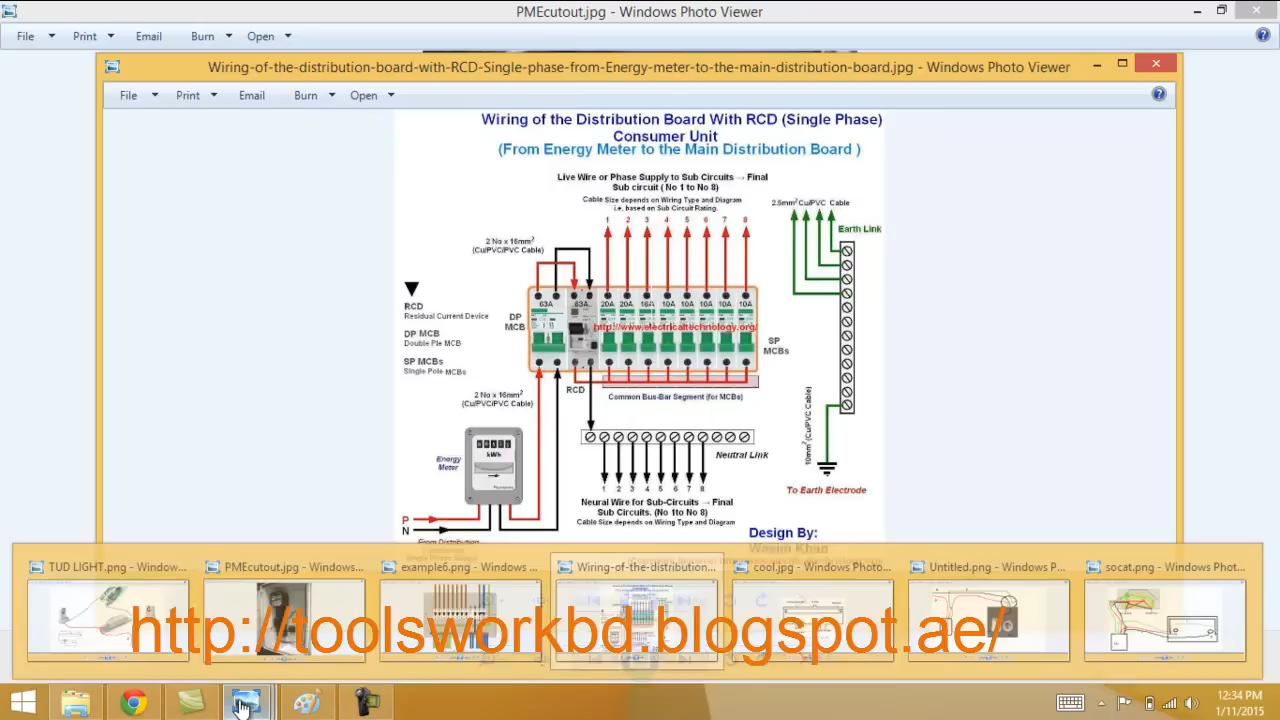 PMEcutout.jpg - Windows Photo Viewer
File Print Email Burn Open
Wiring-of-the-distribution-board-with-RCD-Single-phase-from-Energy-meter-to-the-main-distribution-board.jpg - Windows Photo Viewer
File Print Email Burn Open
Wiring of the Distribution Board With RCD (Single Phase)
Consumer Unit
(From Energy Meter to the Main Distribution Board )
Live Wire or Phase Supply to Sub Circuits → Final
Sub circuit ( No 1 to No 8)
Cable Size depends on Wiring Type and Diagram
i.e, based on Sub Circuit Rating.
1 2 3 4 5 6 7 8
2.5mm² Cu/PVC Cable
Earth Link
2 No x 16mm²
(Cu/PVC/PVC Cable)
RCD
Residual Current Device
DP MCB
Double Ple MCB
SP MCBs
Single Pole MCBs
DP
MCB
63A 63A 20A 20A 16A 10A 10A 10A 10A 10A
http://www.electricaltechnology.org/
SP
MCBs
RCD
Common Bus-Bar Segment (for MCBs)
2 No x 16mm²
(Cu/PVC/PVC Cable)
10mm² (Cu/PVC Cable)
Energy
Meter
kWh
Neutral Link
1 2 3 4 5 6 7 8
To Earth Electrode
Neural Wire for Sub-Circuits → Final
Sub Circuits. (No 1to No 8)
Cable Size depends on Wiring Type and Diagram
P
N
From Distribution
Design By:
Wasim Khan
TUD LIGHT.png - Window...
PMEcutout.jpg - Windows...
example6.png - Windows ...
Wiring-of-the-distribution...
cool.jpg - Windows Photo...
Untitled.png - Windows P...
socat.png - Windows Phot...
http://toolsworkbd.blogspot.ae/
12:34 PM
1/11/2015